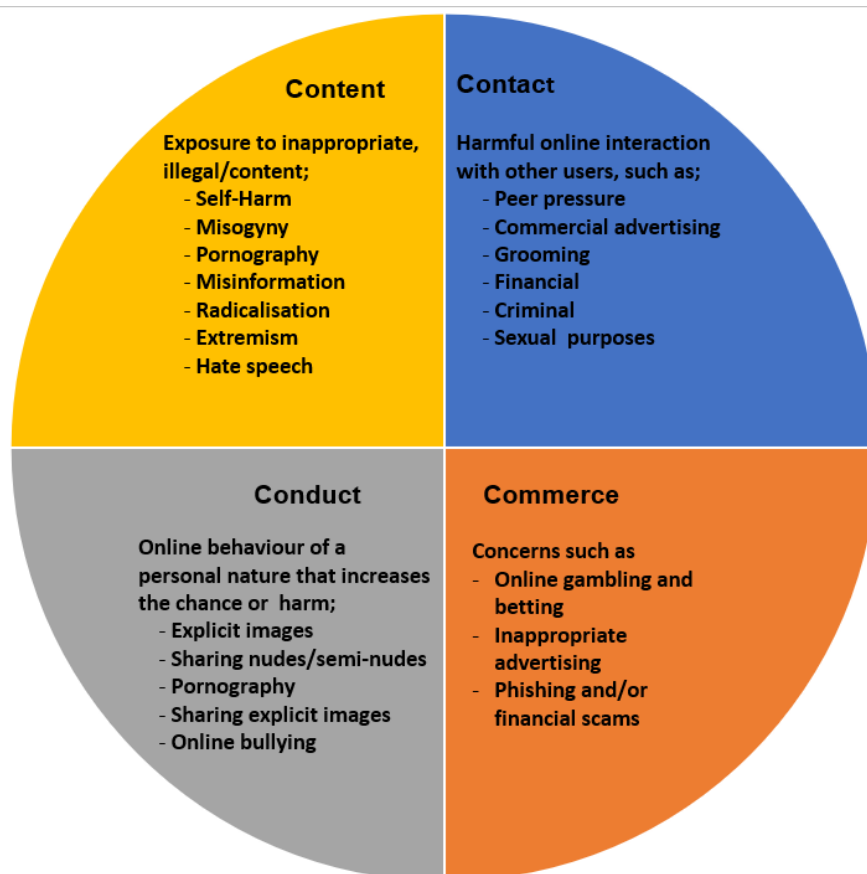 Content
Exposure to inappropriate,
illegal/content;
- Self-Harm
- Misogyny
- Pornography
- Misinformation
- Radicalisation
- Extremism
- Hate speech
Contact
Harmful online interaction
with other users, such as;
- Peer pressure
- Commercial advertising
- Grooming
- Financial
- Criminal
- Sexual purposes
Conduct
Online behaviour of a
personal nature that increases
the chance or harm;
- Explicit images
- Sharing nudes/semi-nudes
- Pornography
- Sharing explicit images
- Online bullying
Commerce
Concerns such as
- Online gambling and
betting
- Inappropriate
advertising
- Phishing and/or
financial scams